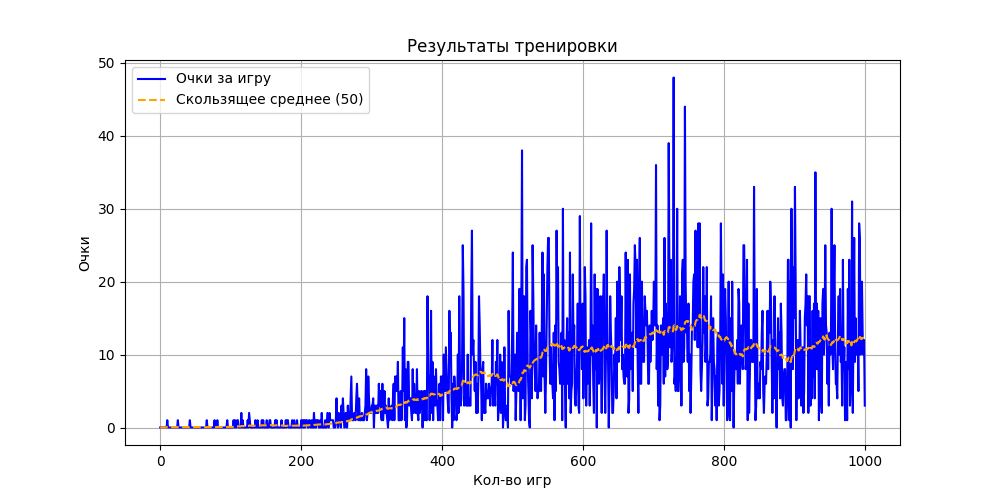 Результаты тренировки
Очки за игру
Скользящее среднее (50)
50
40
30
20
10
0
Очки
0 200 400 600 800 1000
Кол-во игр